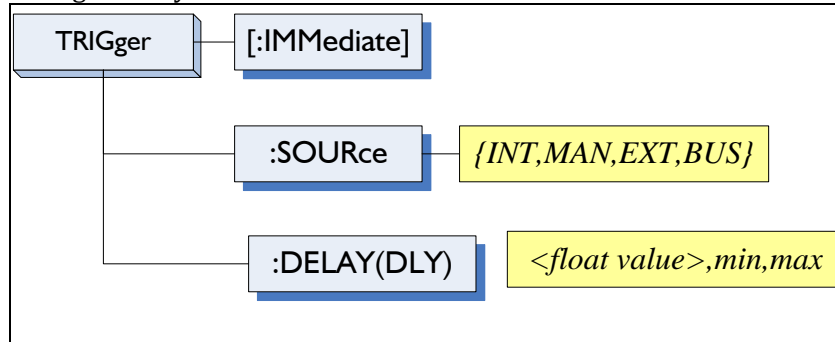 TRIGger
[:IMMediate]
:SOURce
{INT,MAN,EXT,BUS}
:DELAY(DLY)
<float value>,min,max